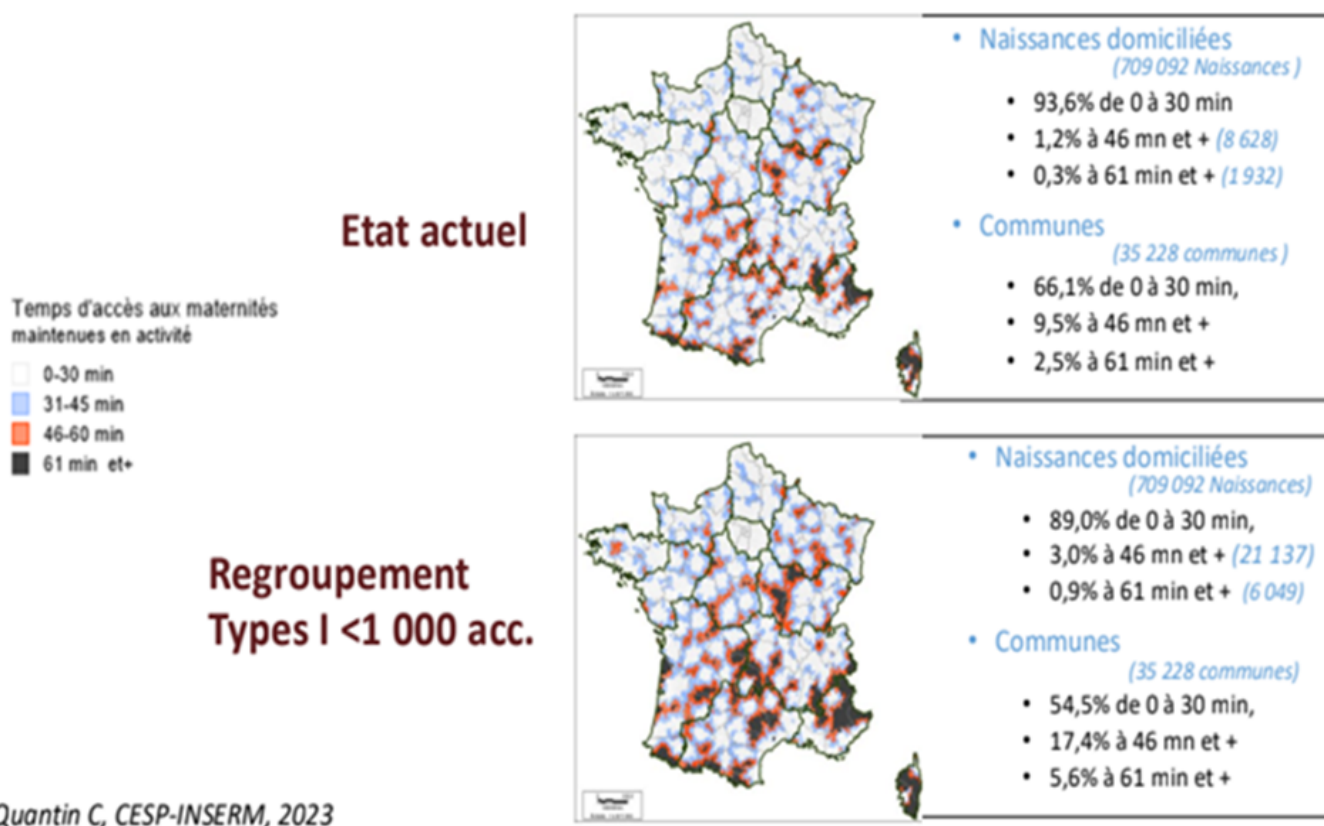 Etat actuel
Temps d'accès aux maternités
maintenues en activité
0-30 min
31-45 min
46-60 min
61 min et+
• Naissances domiciliées
(709 092 Naissances )
• 93,6% de 0 à 30 min
• 1,2% à 46 mn et + (8 628)
• 0,3% à 61 min et + (1 932)
• Communes
(35 228 communes )
• 66,1% de 0 à 30 min,
• 9,5% à 46 mn et +
• 2,5% à 61 min et +
Regroupement
Types I <1 000 acc.
• Naissances domiciliées
(709 092 Naissances)
• 89,0% de 0 à 30 min,
• 3,0% à 46 mn et + (21 137)
• 0,9% à 61 min et + (6 049)
• Communes
(35 228 communes)
• 54,5% de 0 à 30 min,
• 17,4% à 46 mn et +
• 5,6% à 61 min et +
Quantin C, CESP-INSERM, 2023